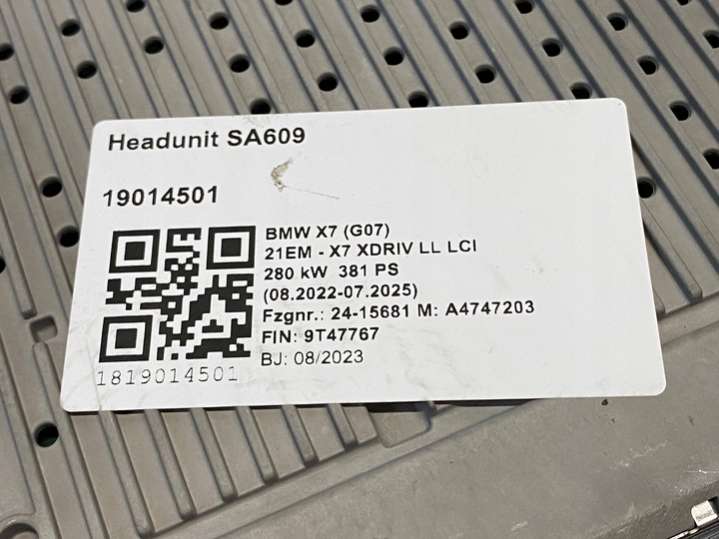 Headunit SA609
19014501
BMW X7 (G07)
21EM - X7 XDRIV LL LCI
280 kW 381 PS
(08.2022-07.2025)
Fzgnr.: 24-15681 M: A4747203
FIN: 9T47767
BJ: 08/2023
1819014501